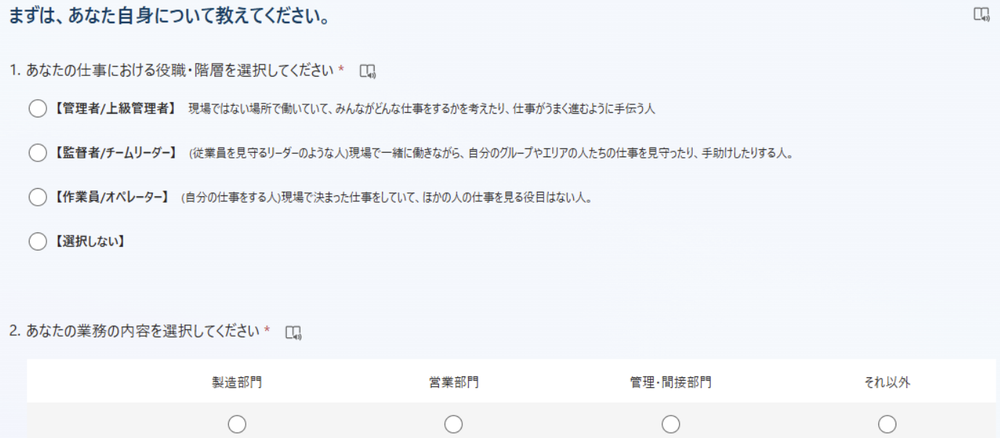 まずは、あなた自身について教えてください。
1. あなたの仕事における役職・階層を選択してください *
【管理者/上級管理者】 現場ではない場所で働いていて、みんながどんな仕事をするかを考えたり、仕事がうまく進むように手伝う人
【監督者/チームリーダー】 (従業員を見守るリーダーのような人)現場で一緒に働きながら、自分のグループやエリアの人たちの仕事を見守ったり、手助けしたりする人。
【作業員/オペレーター】 (自分の仕事をする人)現場で決まった仕事をしていて、ほかの人の仕事を見る役目はない人。
【選択しない】
2. あなたの業務の内容を選択してください *
製造部門 営業部門 管理・間接部門 それ以外